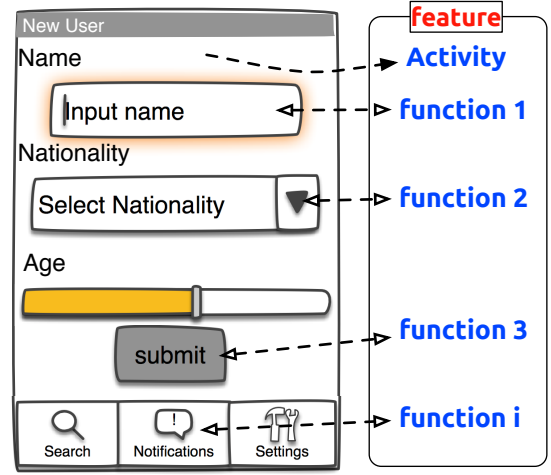 New User
feature
Name
Activity
Input name
function 1
Nationality
Select Nationality
function 2
Age
function 3
submit
!
function i
Search
Notifications
Settings